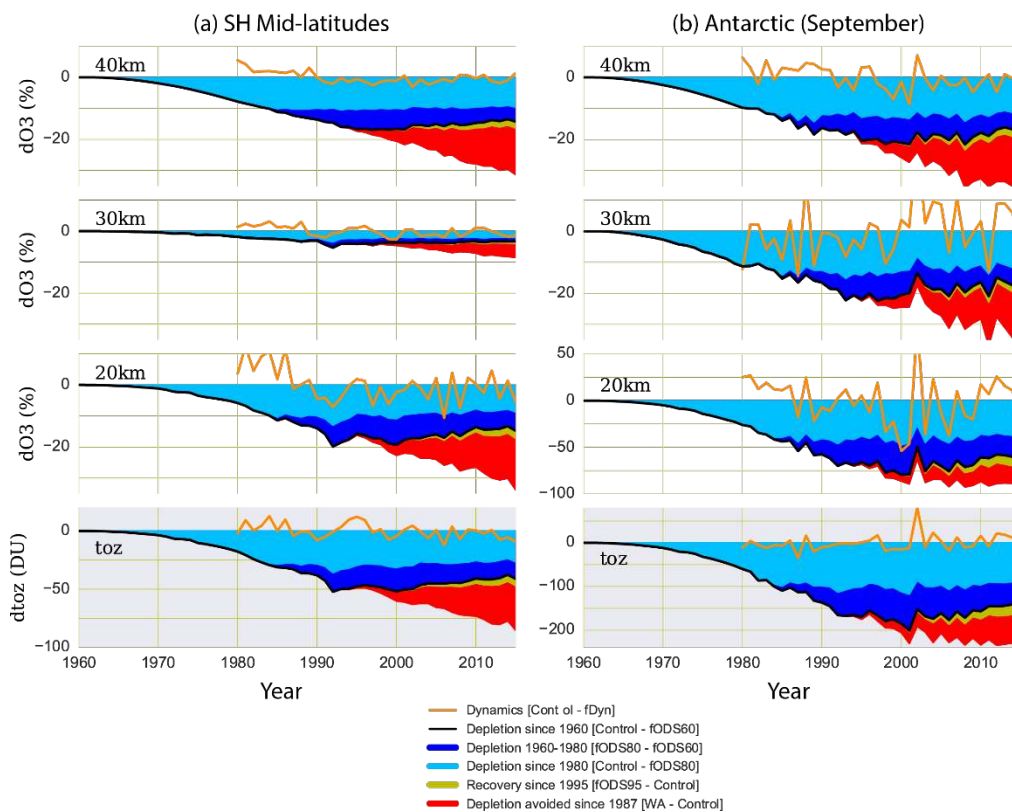 (a) SH Mid-latitudes
(b) Antarctic (September)
40km
0
-20
dO3 (%)
40km
0
-20
dO3 (%)
30km
0
-20
dO3 (%)
30km
0
-20
dO3 (%)
20km
0
-20
dO3 (%)
20km
50
0
-50
-100
dO3 (%)
toz
0
-50
-100
dtoz (DU)
toz
0
-100
-200
1960 1970 1980 1990 2000 2010
Year
1960 1970 1980 1990 2000 2010
Year
Dynamics [Cont ol - fDyn]
Depletion since 1960 [Control - fODS60]
Depletion 1960-1980 [fODS80 - fODS60]
Depletion since 1980 [Control - fODS80]
Recovery since 1995 [fODS95 - Control]
Depletion avoided since 1987 [WA - Control]